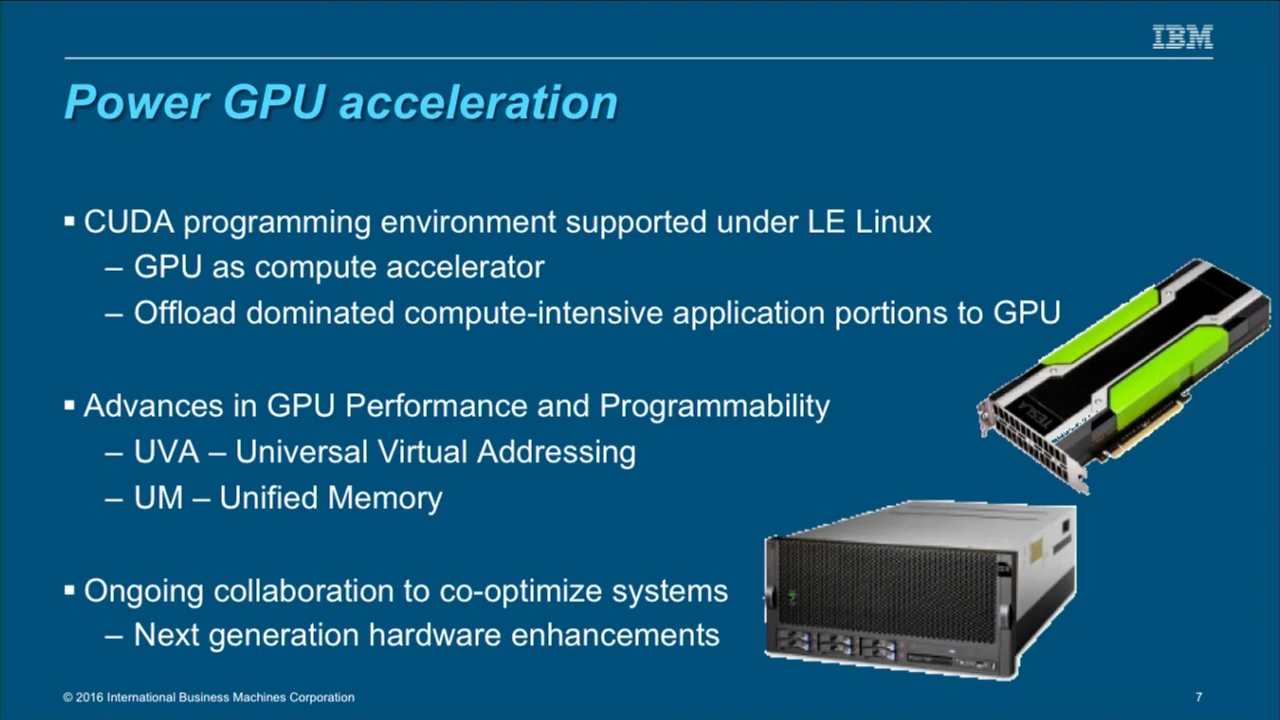 IBM
Power GPU acceleration
▪ CUDA programming environment supported under LE Linux
– GPU as compute accelerator
– Offload dominated compute-intensive application portions to GPU
▪ Advances in GPU Performance and Programmability
– UVA – Universal Virtual Addressing
– UM – Unified Memory
TESLA
▪ Ongoing collaboration to co-optimize systems
– Next generation hardware enhancements
© 2016 International Business Machines Corporation
7